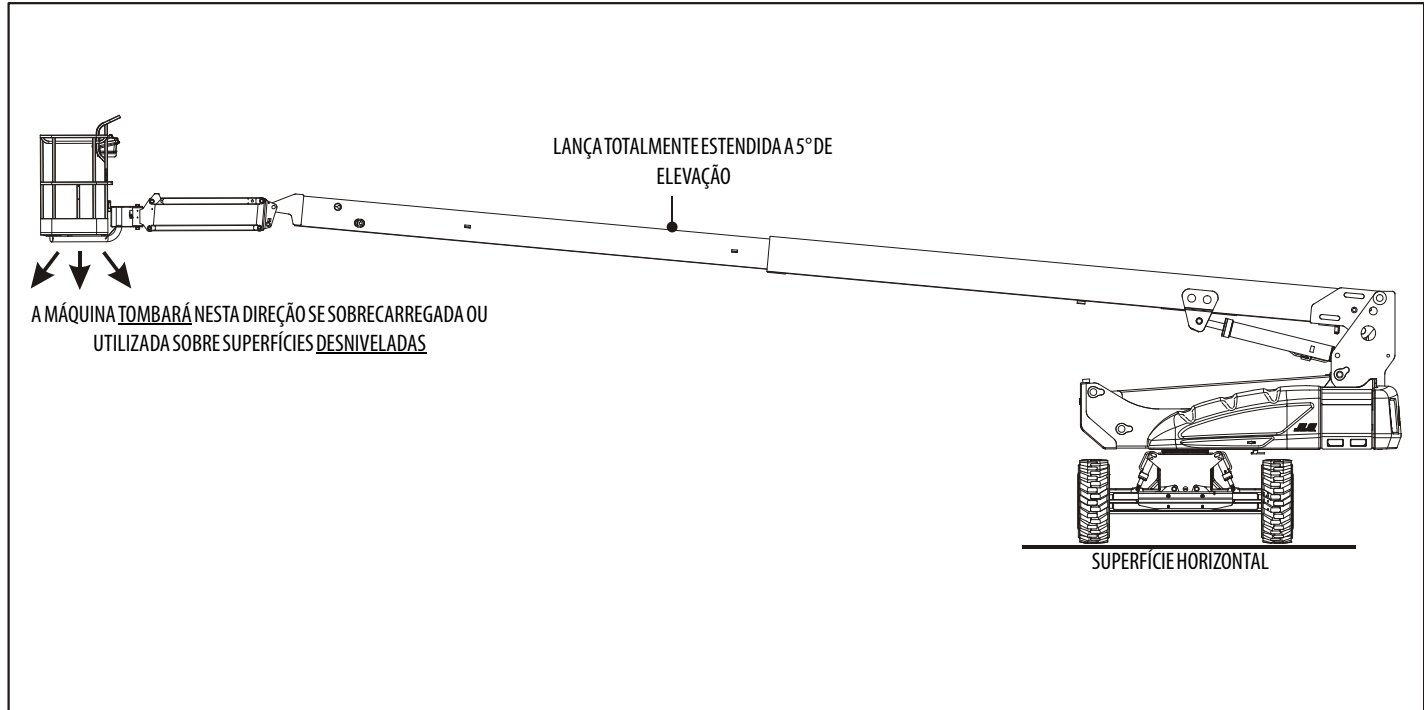 LANÇA TOTALMENTE ESTENDIDA A 5° DE
ELEVAÇÃO
A MÁQUINA TOMBARÁ NESTA DIREÇÃO SE SOBRECARREGADA OU
UTILIZADA SOBRE SUPERFÍCIES DESNIVELADAS
JLG
SUPERFÍCIE HORIZONTAL